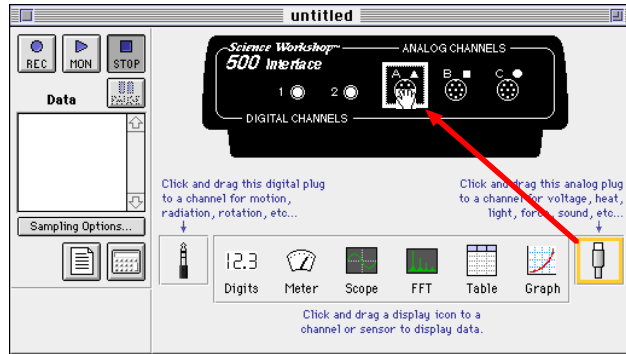 untitled
REC MON STOP
PAUSE
Data
Sampling Options...
Science Workshop™
500 Interface
ANALOG CHANNELS
A B C
1 2
DIGITAL CHANNELS
Click and drag this digital plug
to a channel for motion,
radiation, rotation, etc...
Click and drag this analog plug
to a channel for voltage, heat,
light, force, sound, etc...
12.3
Digits Meter Scope FFT Table Graph
Click and drag a display icon to a
channel or sensor to display data.